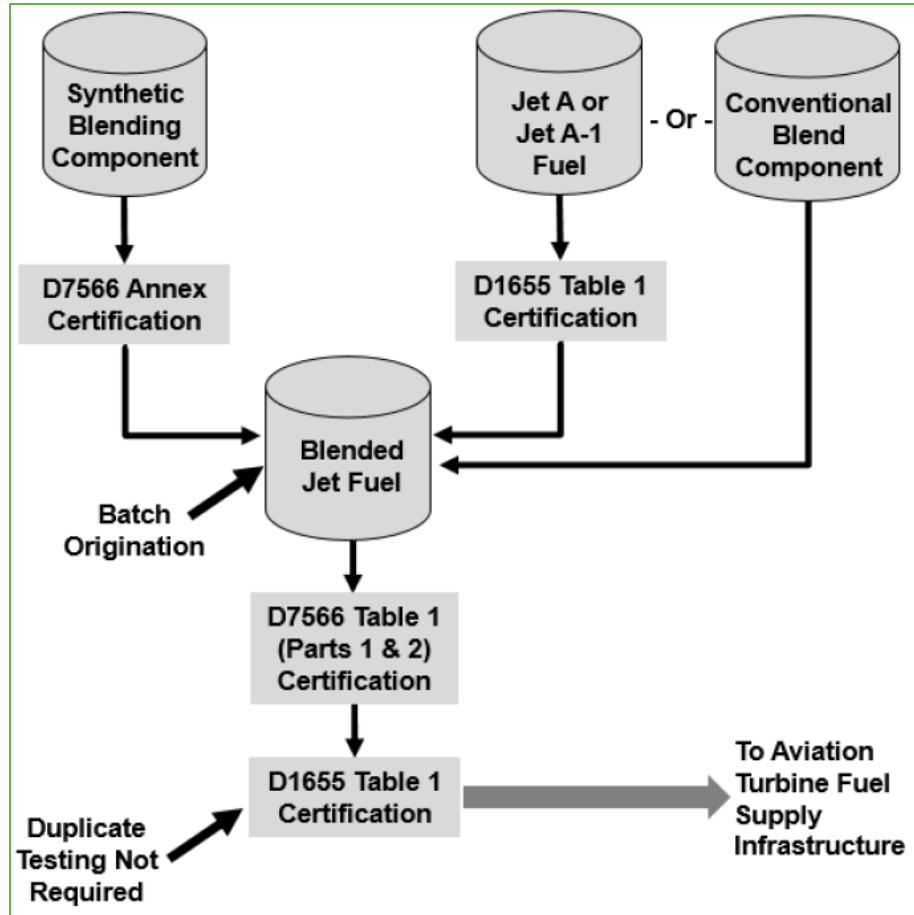 Synthetic
Blending
Component
Jet A or
Jet A-1
Fuel
- Or -
Conventional
Blend
Component
D7566 Annex
Certification
D1655 Table 1
Certification
Blended
Jet Fuel
Batch
Origination
D7566 Table 1
(Parts 1 & 2)
Certification
D1655 Table 1
Certification
To Aviation
Turbine Fuel
Supply
Infrastructure
Duplicate
Testing Not
Required